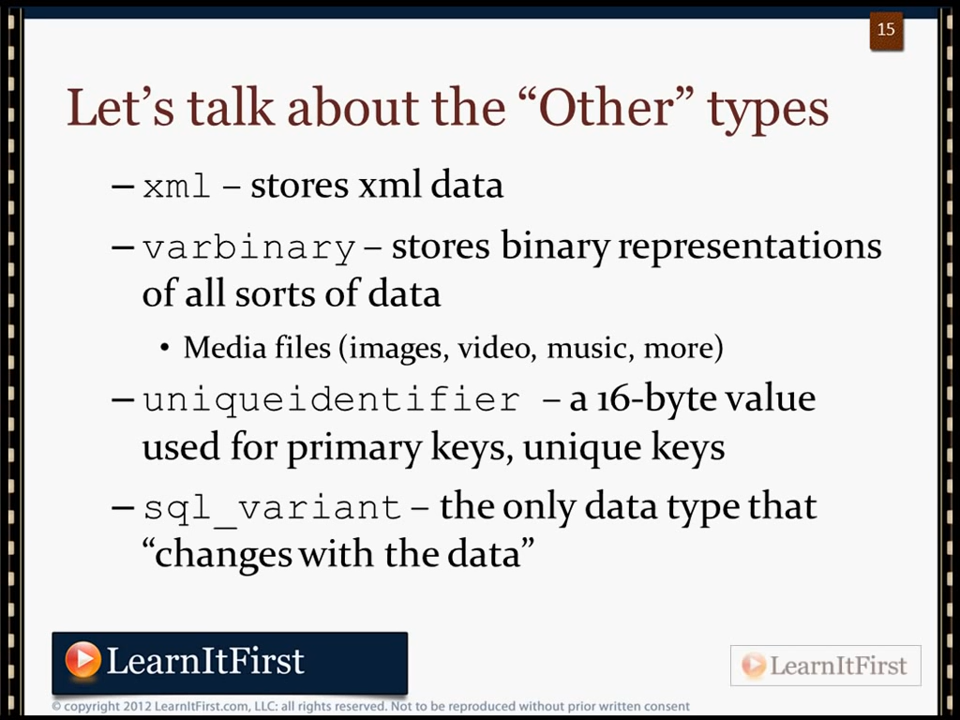 15
Let’s talk about the “Other” types
– xml – stores xml data
– varbinary – stores binary representations
of all sorts of data
• Media files (images, video, music, more)
– uniqueidentifier – a 16-byte value
used for primary keys, unique keys
– sql_variant – the only data type that
“changes with the data”
LearnItFirst
LearnItFirst
© copyright 2012 LearnItFirst.com, LLC: all rights reserved. Not to be reproduced without prior written consent